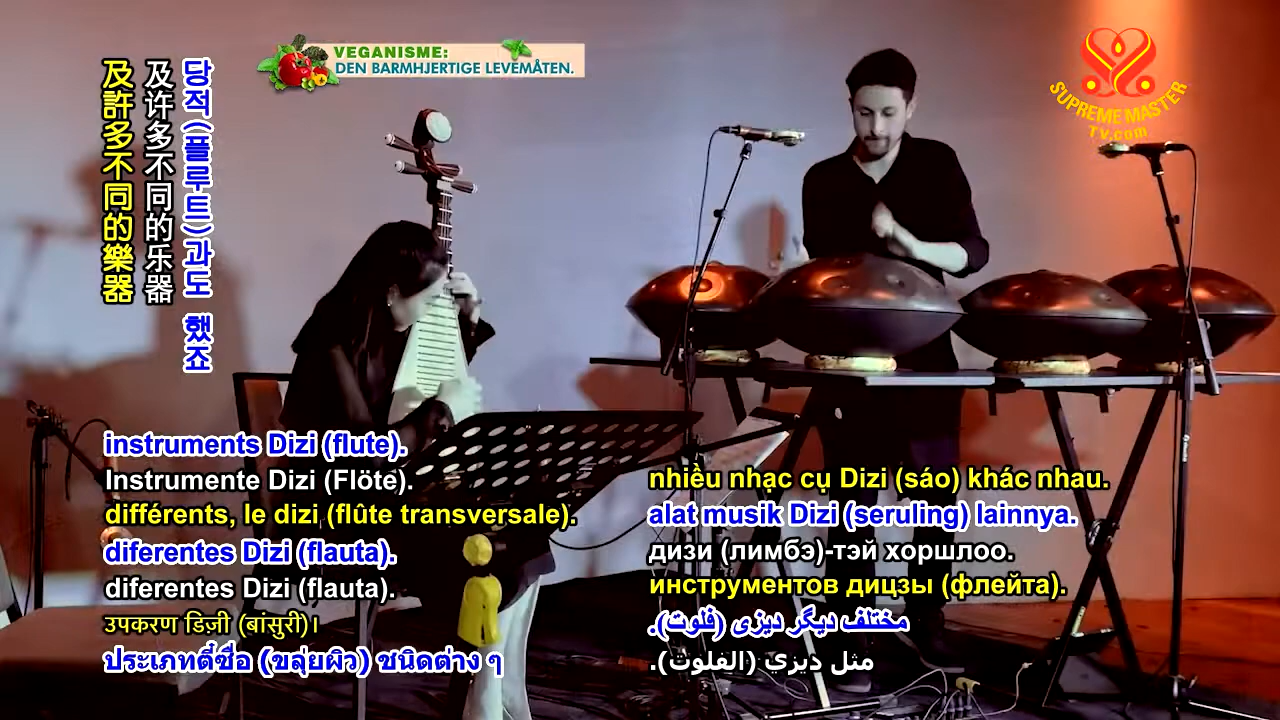 VEGANISME:
DEN BARMHJERTIGE LEVEMÅTEN.
SUPREME MASTER
TV.com
及許多不同的樂器
及许多不同的乐器
당적(플루트)과도 했죠
instruments Dizi (flute).
Instrumente Dizi (Flöte).
différents, le dizi (flûte transversale).
diferentes Dizi (flauta).
diferentes Dizi (flauta).
उपकरण डिज़ी (बांसुरी)।
ประเภทตี๋ซื่อ (ขลุ่ยผิว) ชนิดต่าง ๆ
nhiều nhạc cụ Dizi (sáo) khác nhau.
alat musik Dizi (seruling) lainnya.
дизи (лимбэ)-тэй хоршлоо.
инструментов дицзы (флейта).
مختلف دیگر دیزی (فلوت).
مثل ديزي (الفلوت).